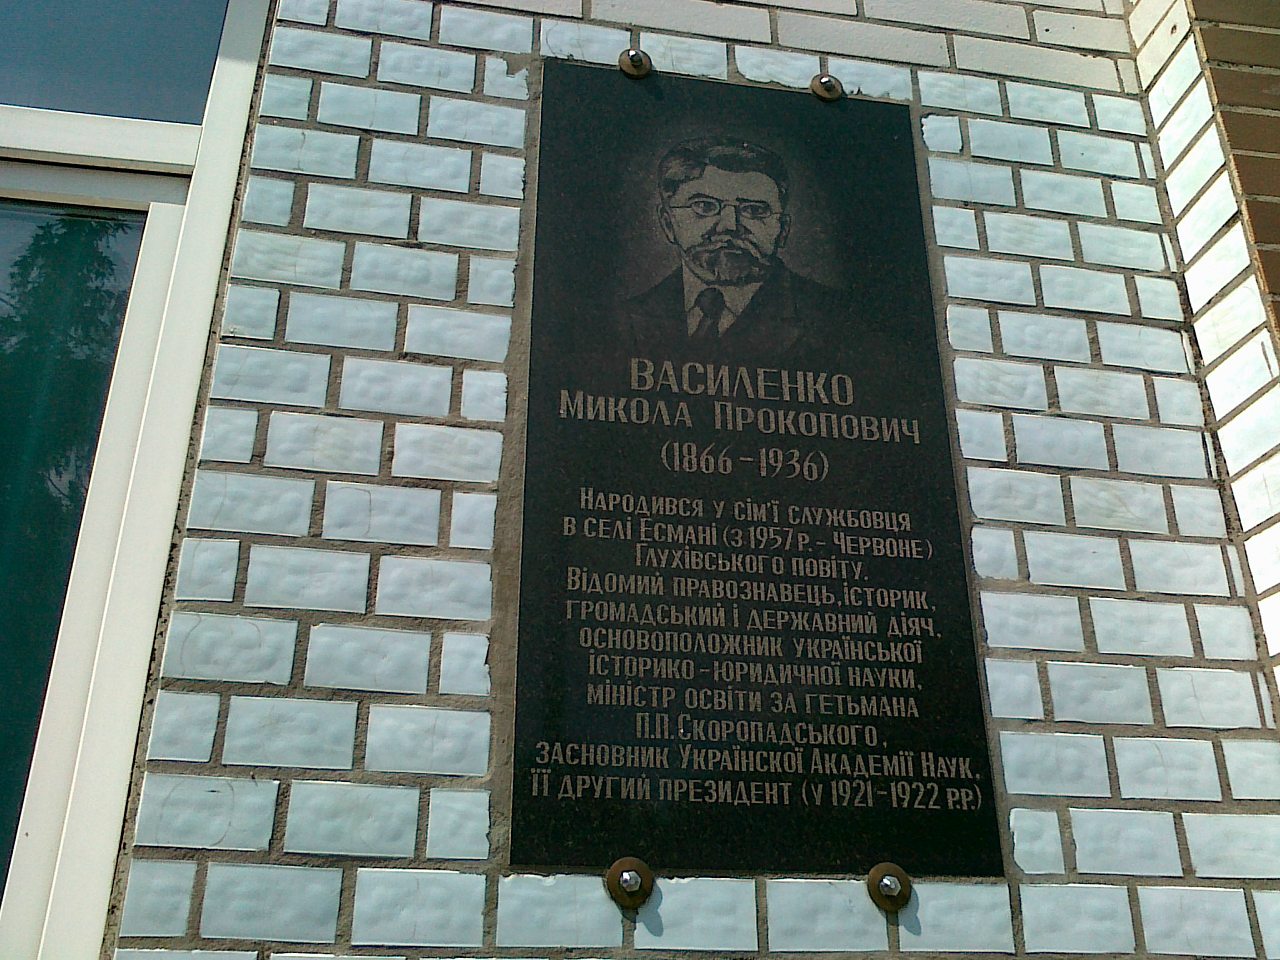 ВАСИЛЕНКО
МИКОЛА ПРОКОПОВИЧ
(1866-1936)
НАРОДИВСЯ У СІМ'Ї СЛУЖБОВЦЯ
В СЕЛІ ЕСМАНІ (З 1957 Р.- ЧЕРВОНЕ)
ГЛУХІВСЬКОГО ПОВІТУ.
ВІДОМИЙ ПРАВОЗНАВЕЦЬ, ІСТОРИК,
ГРОМАДСЬКИЙ І ДЕРЖАВНИЙ ДІЯЧ,
ОСНОВОПОЛОЖНИК УКРАЇНСЬКОЇ
ІСТОРИКО-ЮРИДИЧНОЇ НАУКИ,
МІНІСТР ОСВІТИ ЗА ГЕТЬМАНА
П.П.СКОРОПАДСЬКОГО,
ЗАСНОВНИК УКРАЇНСКОЇ АКАДЕМІЇ НАУК,
ЇЇ ДРУГИЙ ПРЕЗИДЕНТ (У 1921-1922 Р.Р.)